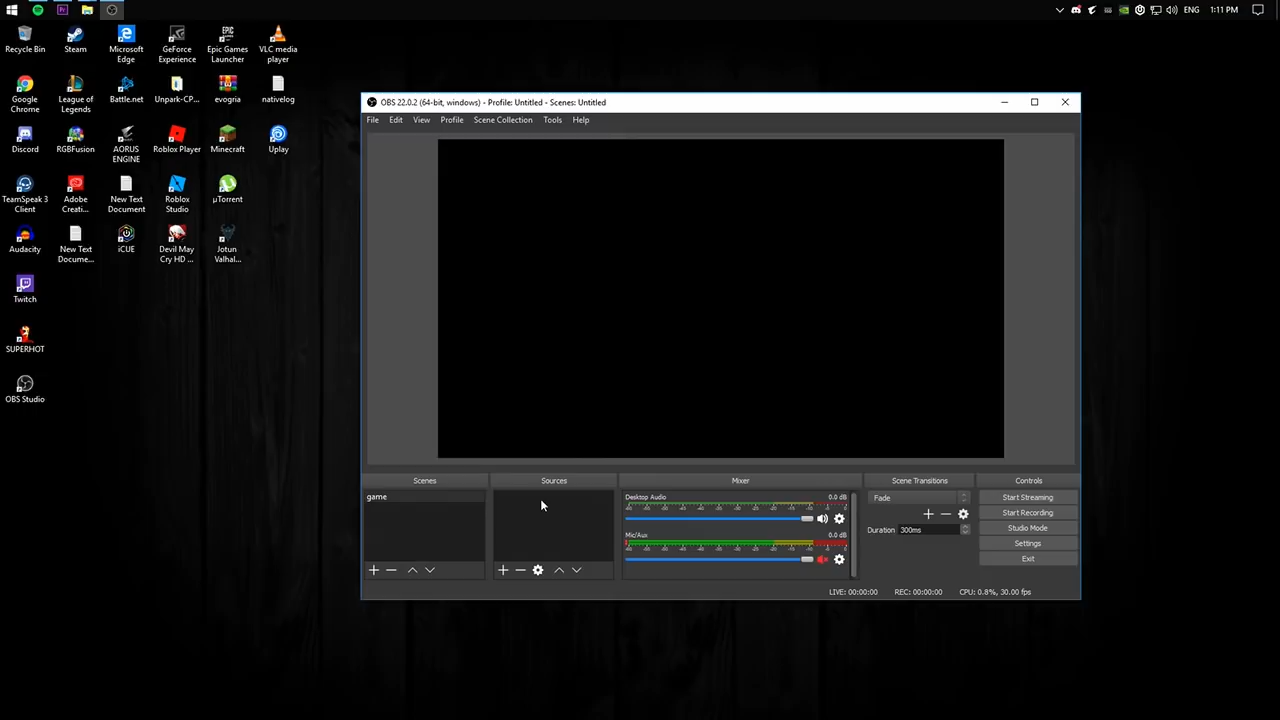 ENG
1:11 PM
Recycle Bin
Steam
Microsoft
Edge
GeForce
Experience
Epic Games
Launcher
VLC media
player
Google
Chrome
League of
Legends
Battle.net
Unpark-CP...
evogria
nativelog
Discord
RGBFusion
AORUS
ENGINE
Roblox Player
Minecraft
Uplay
TeamSpeak 3
Client
Adobe
Creati...
New Text
Document
Roblox
Studio
µTorrent
Audacity
New Text
Docume...
iCUE
Devil May
Cry HD ...
Jotun
Valhal...
Twitch
SUPERHOT
OBS Studio
OBS 22.0.2 (64-bit, windows) - Profile: Untitled - Scenes: Untitled
File Edit View Profile Scene Collection Tools Help
Scenes
game
Sources
Mixer
Desktop Audio 0.0 dB
Mic/Aux 0.0 dB
Scene Transitions
Fade
Duration 300ms
Controls
Start Streaming
Start Recording
Studio Mode
Settings
Exit
LIVE: 00:00:00 REC: 00:00:00 CPU: 0.8%, 30.00 fps